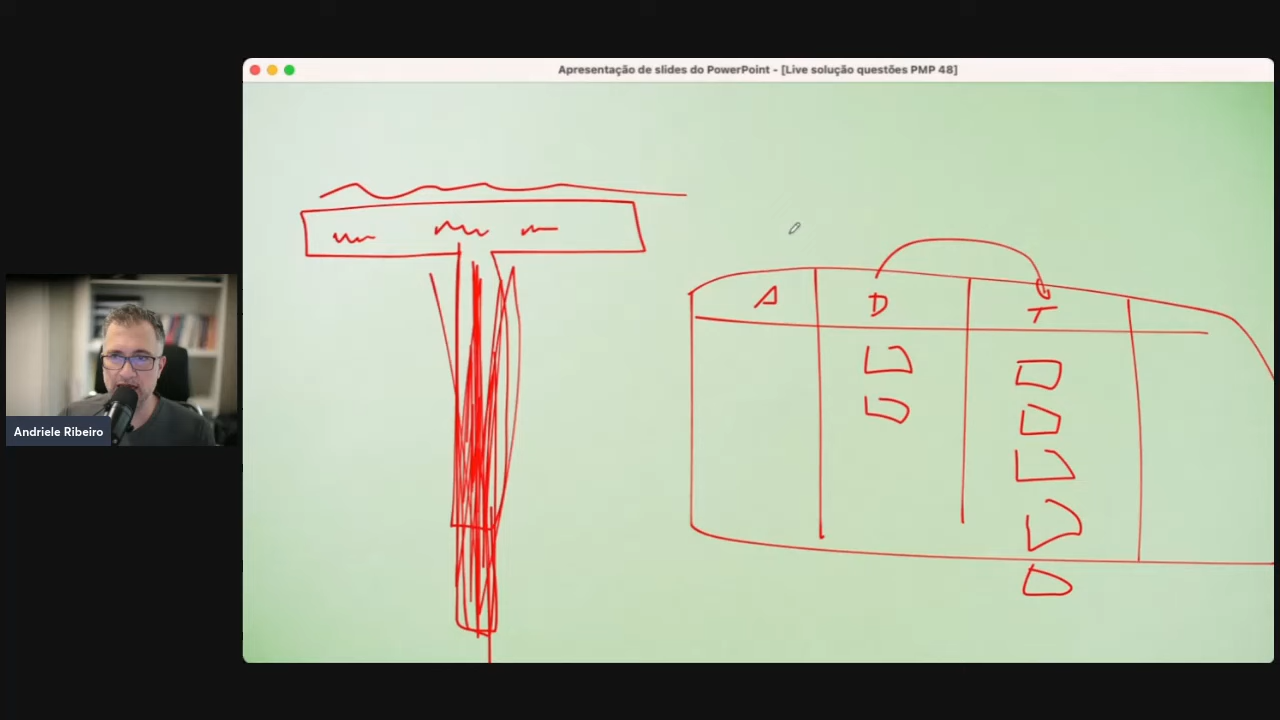 Apresentação de slides do PowerPoint - [Live solução questões PMP 48]
A D T
Andriele Ribeiro